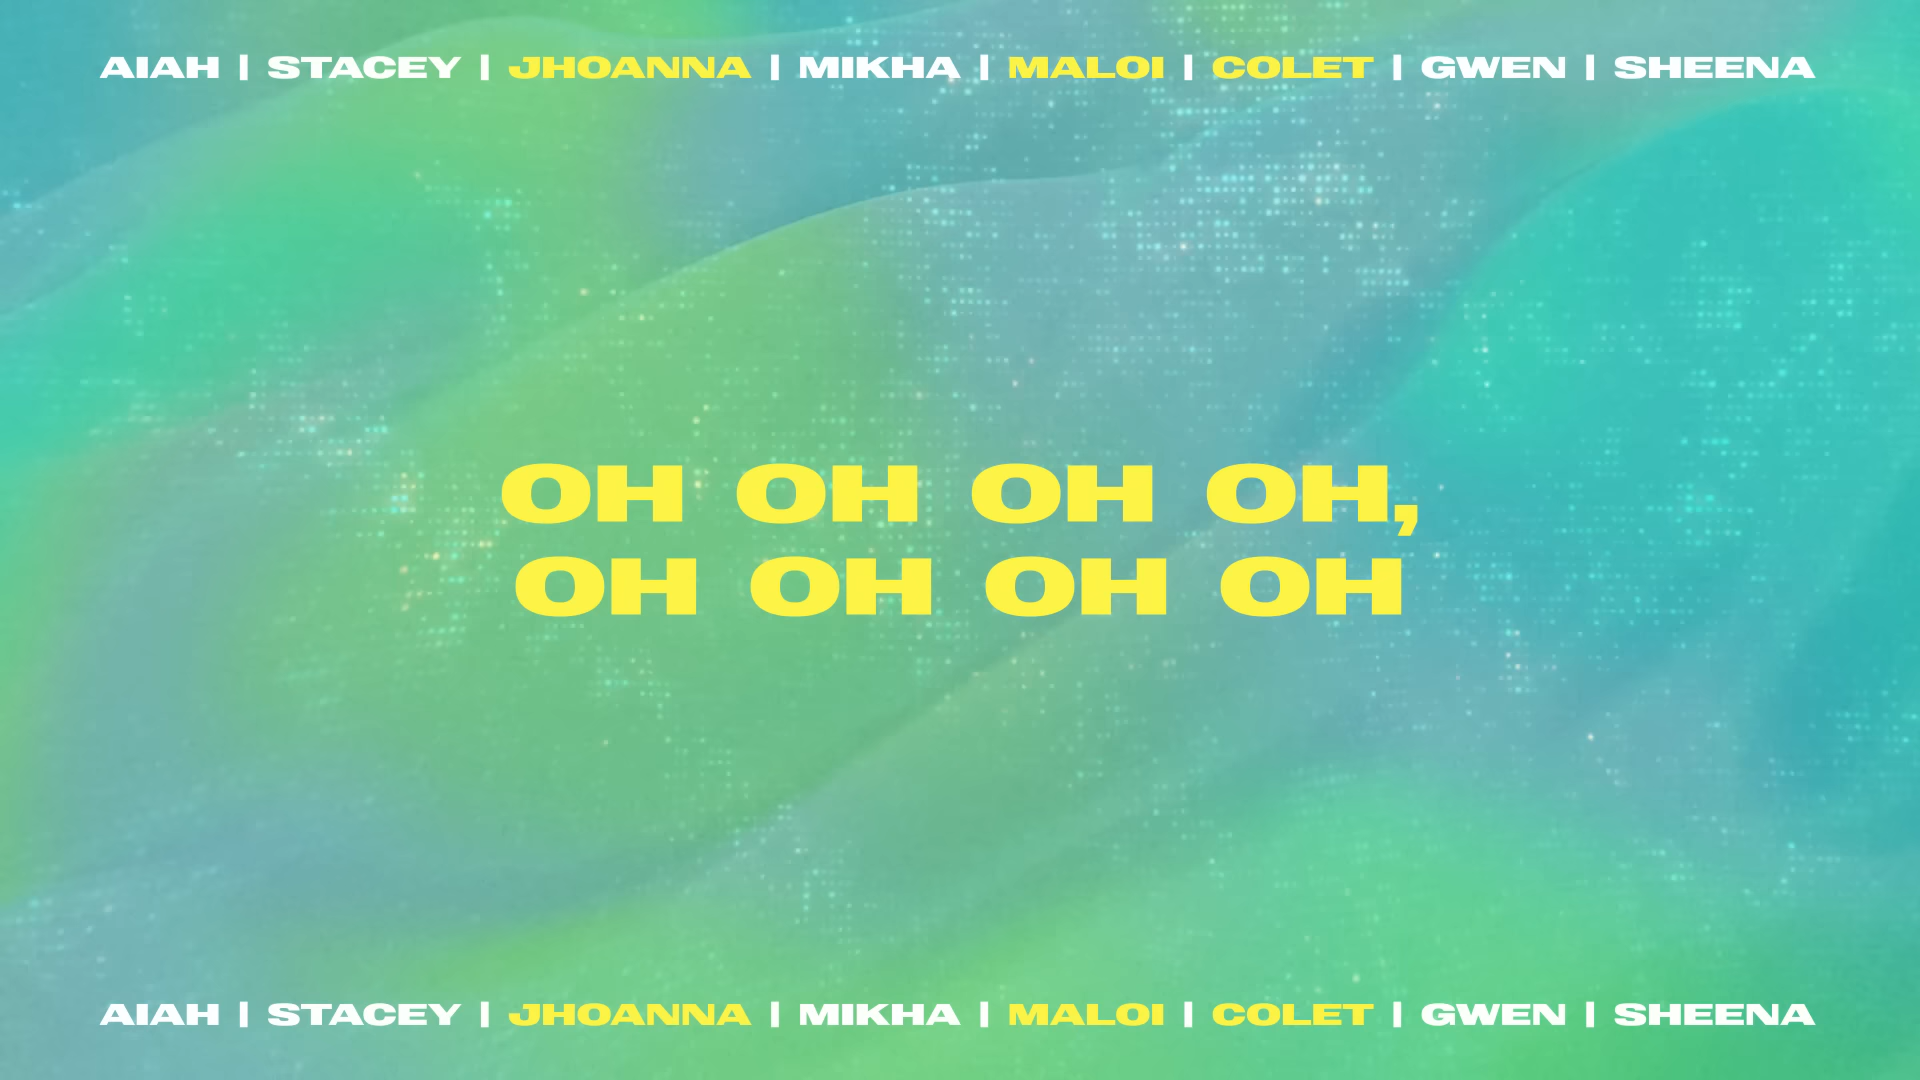 AIAH | STACEY | JHOANNA | MIKHA | MALOI | COLET | GWEN | SHEENA
OH OH OH OH,
OH OH OH OH
AIAH | STACEY | JHOANNA | MIKHA | MALOI | COLET | GWEN | SHEENA